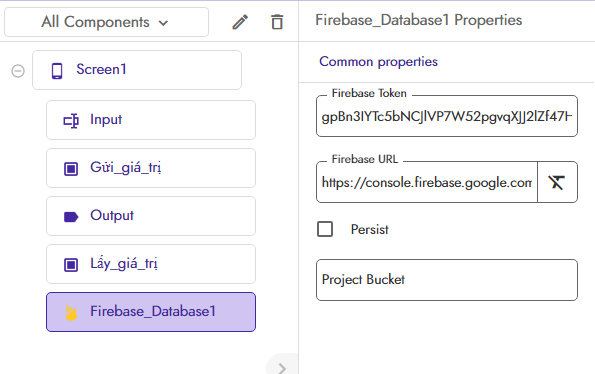 All Components
Screen1
Input
Gửi_giá_trị
Output
Lấy_giá_trị
Firebase_Database1
Firebase_Database1 Properties
Common properties
Firebase Token
gpBn3IYTc5bNCJlVP7W52pgvqXJJ2lZf47H
Firebase URL
https://console.firebase.google.com
Persist
Project Bucket